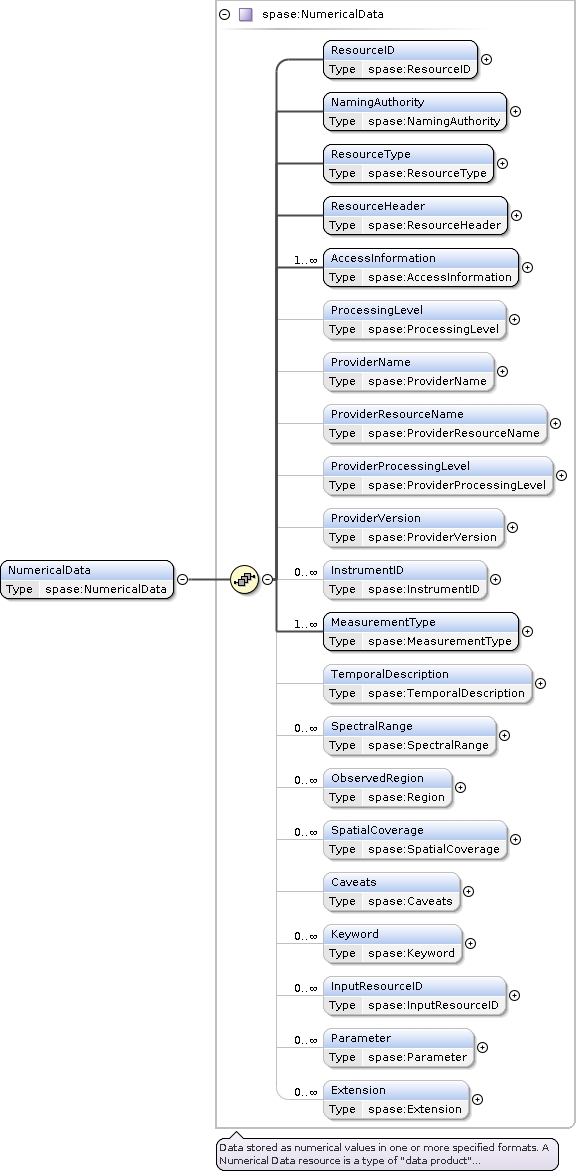 spase:NumericalData
ResourceID
Type spase:ResourceID
NamingAuthority
Type spase:NamingAuthority
ResourceType
Type spase:ResourceType
ResourceHeader
Type spase:ResourceHeader
1..∞ AccessInformation
Type spase:AccessInformation
ProcessingLevel
Type spase:ProcessingLevel
ProviderName
Type spase:ProviderName
ProviderResourceName
Type spase:ProviderResourceName
ProviderProcessingLevel
Type spase:ProviderProcessingLevel
ProviderVersion
Type spase:ProviderVersion
NumericalData
Type spase:NumericalData
0..∞ InstrumentID
Type spase:InstrumentID
1..∞ MeasurementType
Type spase:MeasurementType
TemporalDescription
Type spase:TemporalDescription
0..∞ SpectralRange
Type spase:SpectralRange
0..∞ ObservedRegion
Type spase:Region
0..∞ SpatialCoverage
Type spase:SpatialCoverage
Caveats
Type spase:Caveats
0..∞ Keyword
Type spase:Keyword
0..∞ InputResourceID
Type spase:InputResourceID
0..∞ Parameter
Type spase:Parameter
0..∞ Extension
Type spase:Extension
Data stored as numerical values in one or more specified formats. A
Numerical Data resource is a type of "data product"...